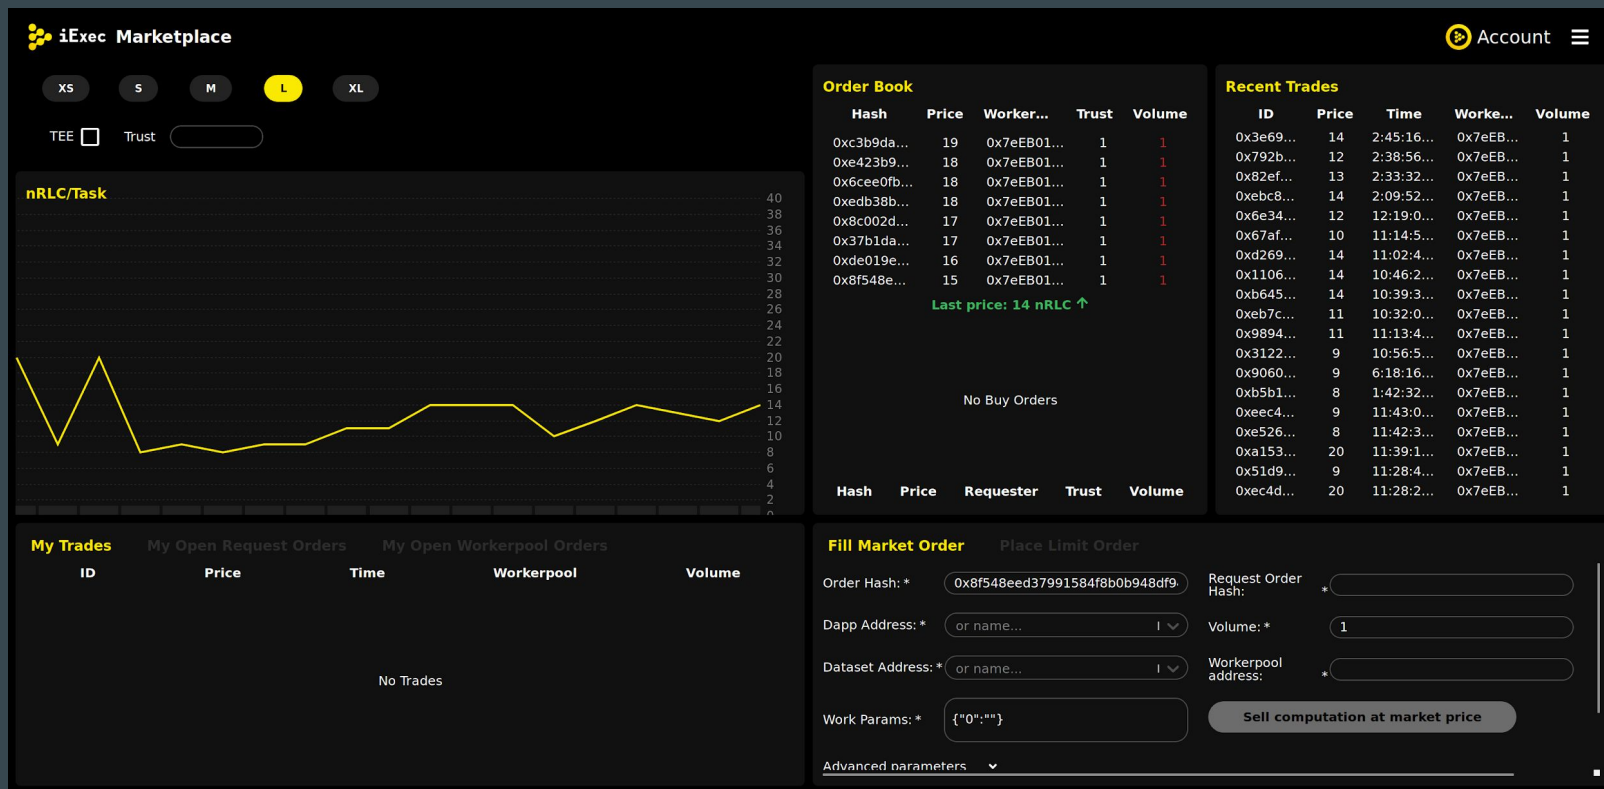 iExec Marketplace
Account
XS S M L XL
TEE Trust
nRLC/Task
40
38
36
34
32
30
28
26
24
22
20
18
16
14
12
10
8
6
4
2
0
Order Book
Hash Price Worker... Trust Volume
0xc3b9da... 19 0x7eEB01... 1 1
0xe423b9... 18 0x7eEB01... 1 1
0x6cee0fb... 18 0x7eEB01... 1 1
0xedb38b... 18 0x7eEB01... 1 1
0x8c002d... 17 0x7eEB01... 1 1
0x37b1da... 17 0x7eEB01... 1 1
0xde019e... 16 0x7eEB01... 1 1
0x8f548e... 15 0x7eEB01... 1 1
Last price: 14 nRLC ↑
No Buy Orders
Hash Price Requester Trust Volume
Recent Trades
ID Price Time Worke... Volume
0x3e69... 14 2:45:16... 0x7eEB... 1
0x792b... 12 2:38:56... 0x7eEB... 1
0x82ef... 13 2:33:32... 0x7eEB... 1
0xebc8... 14 2:09:52... 0x7eEB... 1
0x6e34... 12 12:19:0... 0x7eEB... 1
0x67af... 10 11:14:5... 0x7eEB... 1
0xd269... 14 11:02:4... 0x7eEB... 1
0x1106... 14 10:46:2... 0x7eEB... 1
0xb645... 14 10:39:3... 0x7eEB... 1
0xeb7c... 11 10:32:0... 0x7eEB... 1
0x9894... 11 11:13:4... 0x7eEB... 1
0x3122... 9 10:56:5... 0x7eEB... 1
0x9060... 9 6:18:16... 0x7eEB... 1
0xb5b1... 8 1:42:32... 0x7eEB... 1
0xeec4... 9 11:43:0... 0x7eEB... 1
0xe526... 8 11:42:3... 0x7eEB... 1
0xa153... 20 11:39:1... 0x7eEB... 1
0x51d9... 9 11:28:4... 0x7eEB... 1
0xec4d... 20 11:28:2... 0x7eEB... 1
My Trades My Open Request Orders My Open Workerpool Orders
ID Price Time Workerpool Volume
No Trades
Fill Market Order Place Limit Order
Order Hash: * 0x8f548eed37991584f8b0b948df9
Dapp Address: * or name...
Dataset Address: * or name...
Work Params: * {"0":""}
Advanced parameters
Request Order
Hash: *
Volume: * 1
Workerpool
address: *
Sell computation at market price